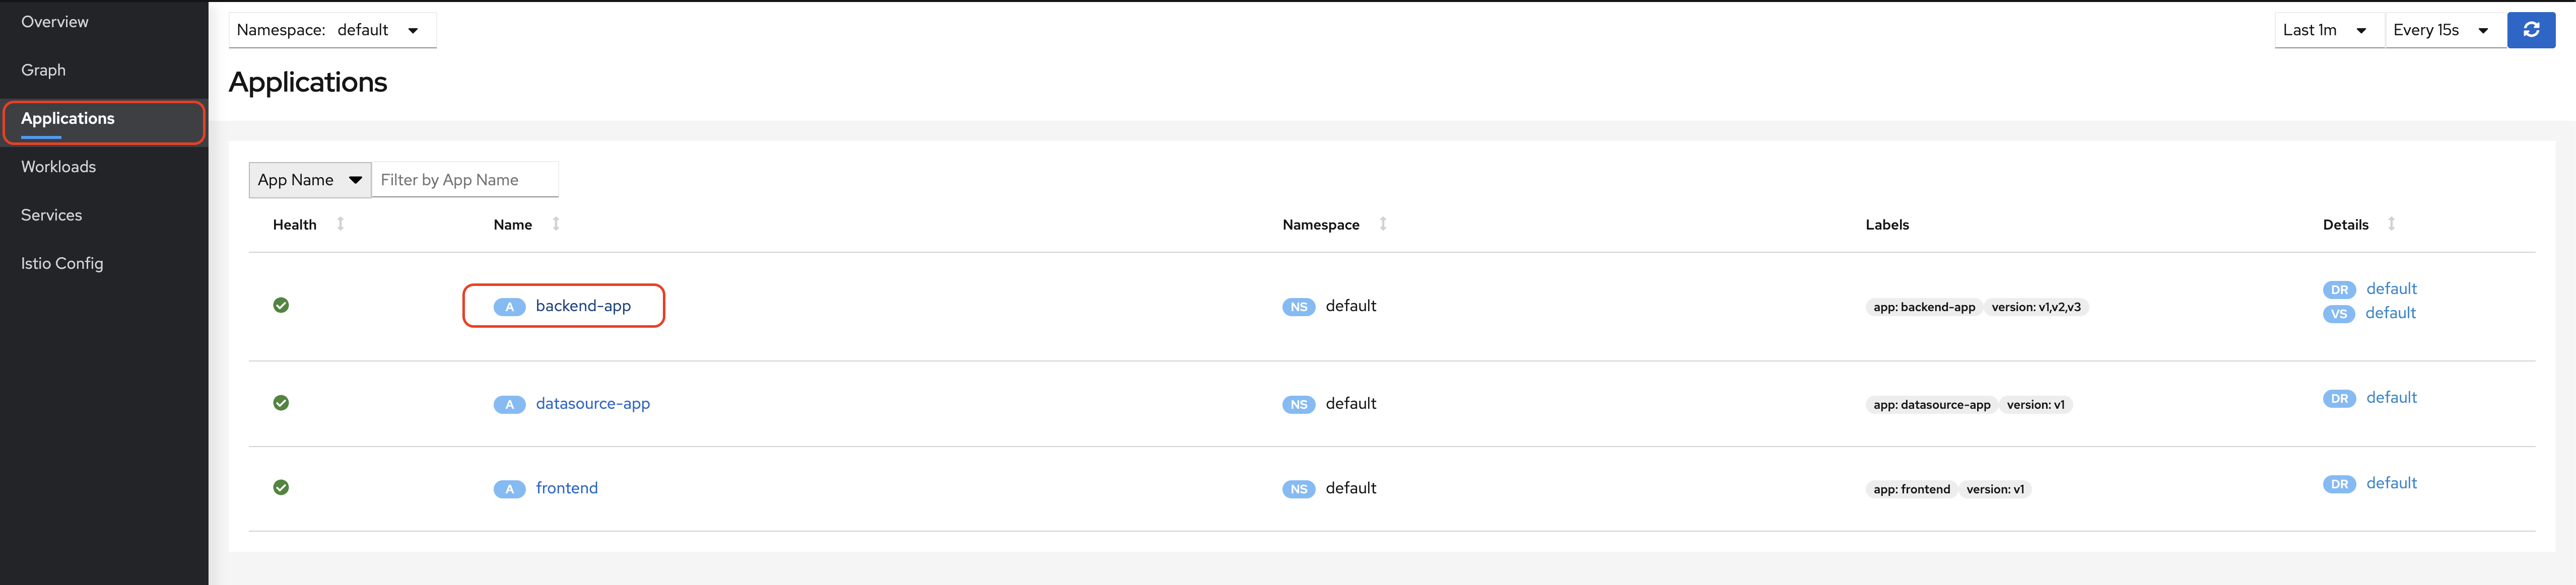 Overview
Graph
Applications
Workloads
Services
Istio Config
Namespace: default
Last 1m Every 15s
Applications
App Name Filter by App Name
Health Name Namespace Labels Details
A backend-app NS default app: backend-app version: v1,v2,v3 DR default
VS default
A datasource-app NS default app: datasource-app version: v1 DR default
A frontend NS default app: frontend version: v1 DR default